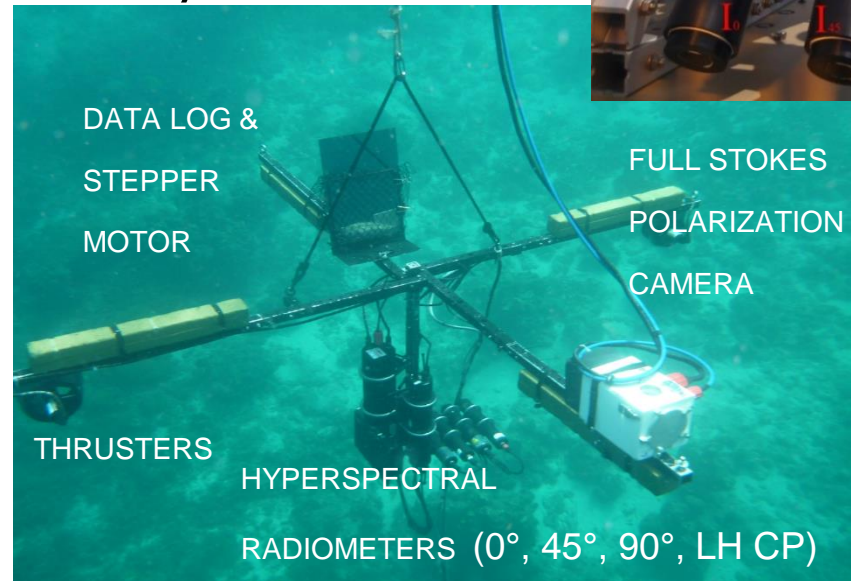 I0
I45
DATA LOG &
STEPPER
MOTOR
FULL STOKES
POLARIZATION
CAMERA
THRUSTERS
HYPERSPECTRAL
RADIOMETERS (0°, 45°, 90°, LH CP)